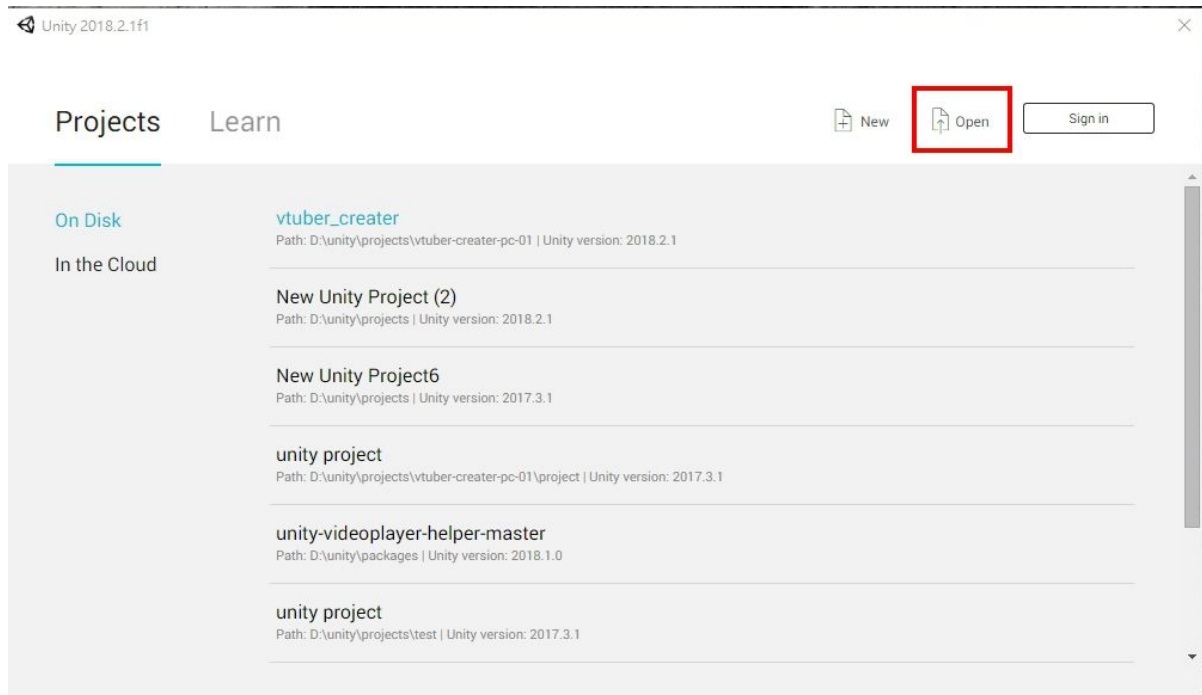 Unity 2018.2.1f1
Projects
Learn
New
Open
Sign in
On Disk
In the Cloud
vtuber_creater
Path: D:\unity\projects\vtuber-creater-pc-01 | Unity version: 2018.2.1
New Unity Project (2)
Path: D:\unity\projects | Unity version: 2018.2.1
New Unity Project6
Path: D:\unity\projects | Unity version: 2017.3.1
unity project
Path: D:\unity\projects\vtuber-creater-pc-01\project | Unity version: 2017.3.1
unity-videoplayer-helper-master
Path: D:\unity\packages | Unity version: 2018.1.0
unity project
Path: D:\unity\projects\test | Unity version: 2017.3.1